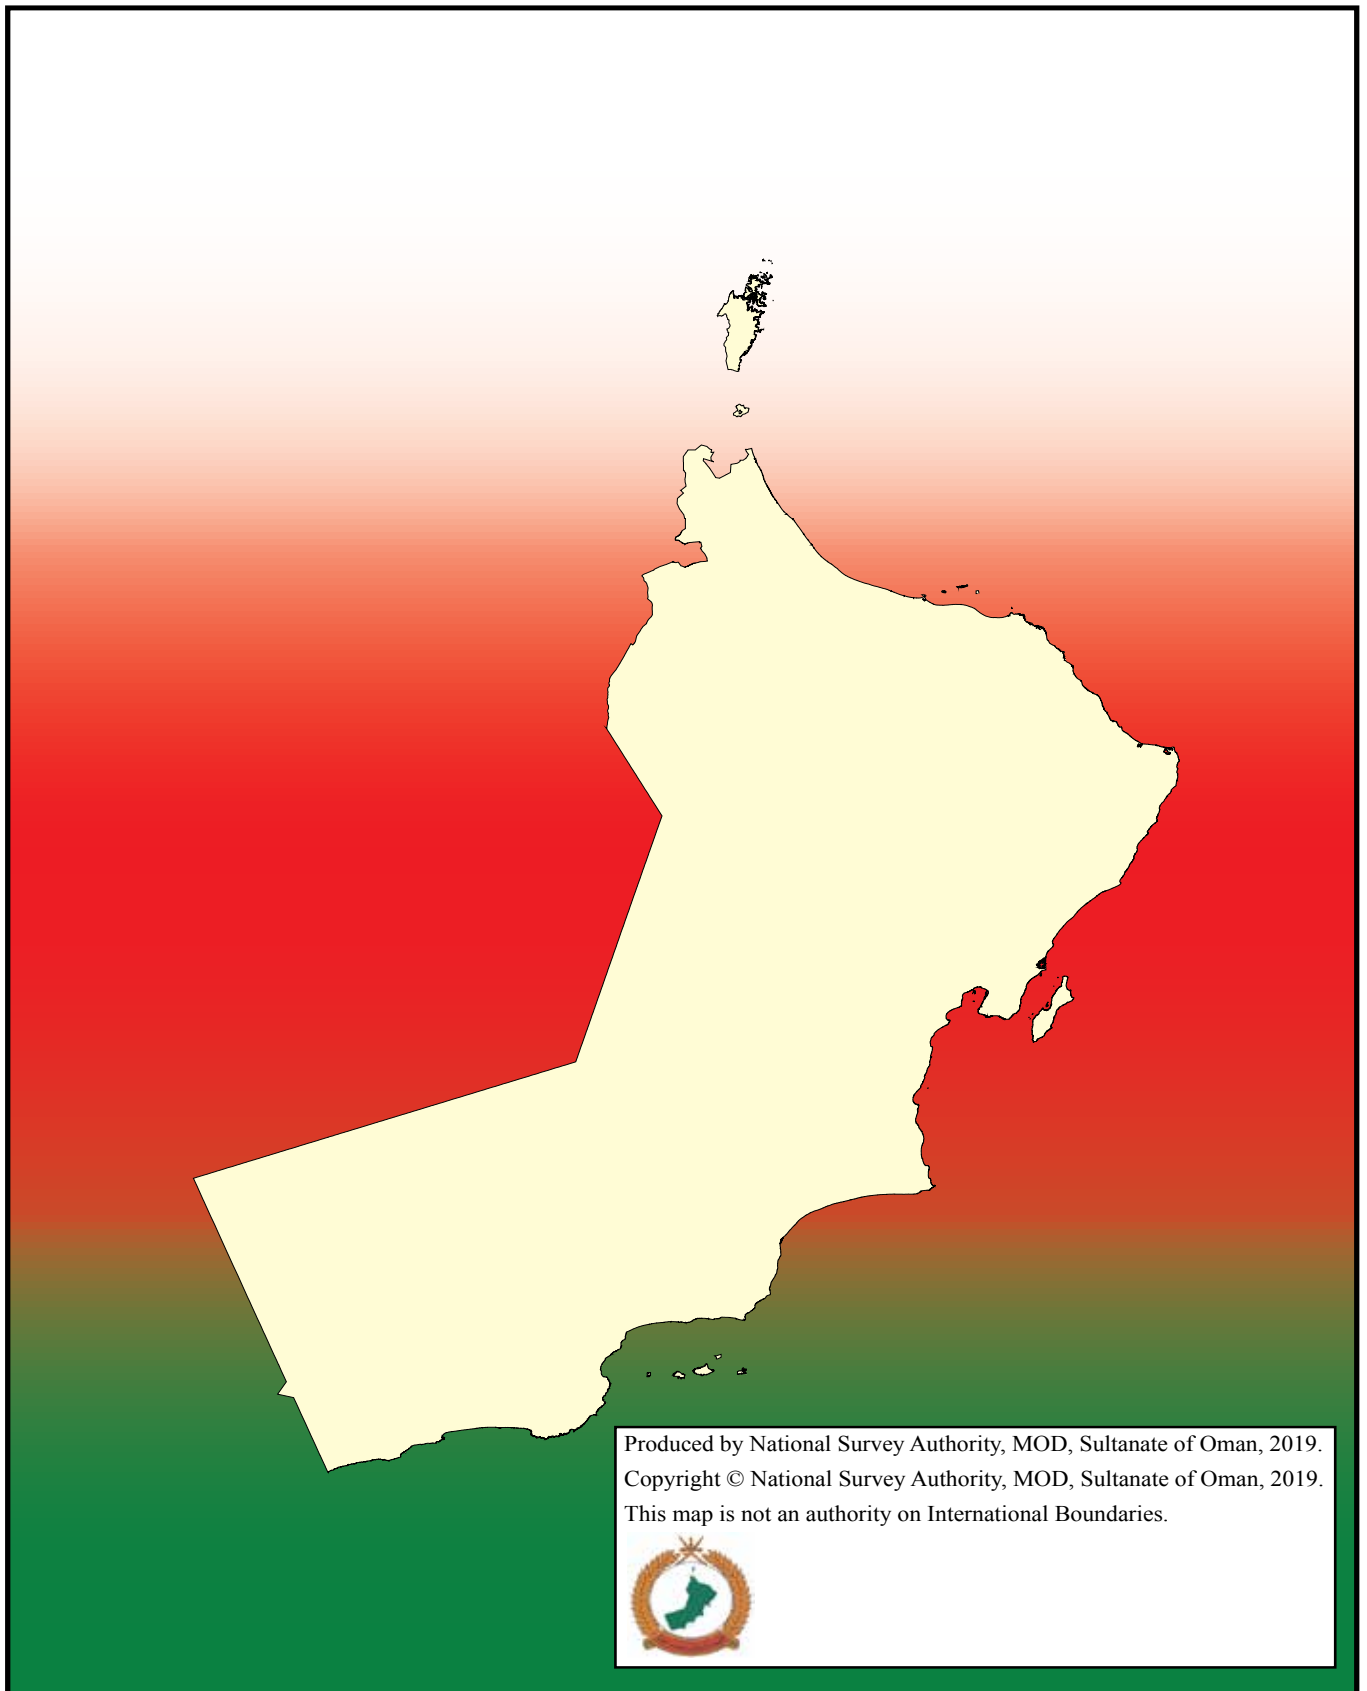 Produced by National Survey Authority, MOD, Sultanate of Oman, 2019.
Copyright © National Survey Authority, MOD, Sultanate of Oman, 2019.
This map is not an authority on International Boundaries.